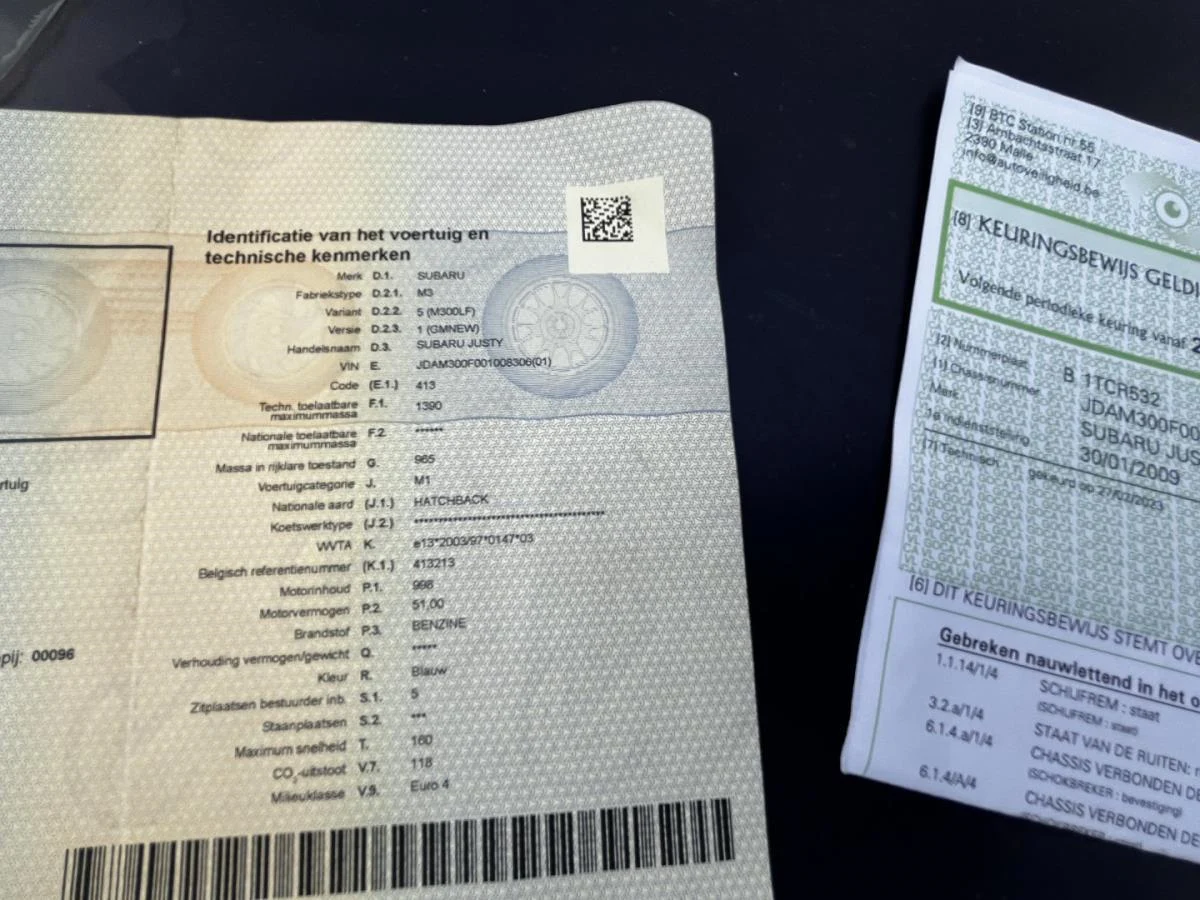 rtuig
pij: 00096
Identificatie van het voertuig en
technische kenmerken
Merk D.1. SUBARU
Fabriekstype D.2.1. M3
Variant D.2.2. 5 (M300LF)
Versie D.2.3. 1 (GMNEW)
Handelsnaam D.3. SUBARU JUSTY
VIN E. JDAM300F001008306(01)
Code (E.1.) 413
Techn. toelaatbare F.1. 1390
maximummassa
Nationale toelaatbare F.2. ******
maximummassa
Massa in rijklare toestand G. 965
Voertuigcategorie J. M1
Nationale aard (J.1.) HATCHBACK
Koetswerktype (J.2.)
WVTA K. e13*2003/97*0147*03
Belgisch referentienummer (K.1.) 413213
Motorinhoud P.1. 998
Motorvermogen P.2. 51,00
Brandstof P.3. BENZINE
Verhouding vermogen/gewicht Q. *****
Kleur R. Blauw
Zitplaatsen bestuurder inb. S.1. 5
Staanplaatsen S.2. ***
Maximum snelheid T. 160
CO₂-uitstoot V.7. 118
Milieuklasse V.9. Euro 4
[9] BTC Station nr 56
[3] Ambachtsstraat 17
2390 Malle
info@autoveiligheid.be
[8] KEURINGSBEWIJS GELDI
Volgende periodieke keuring vanaf 2
[2] Nummerplaat B 1TCR532
[1] Chassisnummer JDAM300F00
Merk SUBARU JUS
1e indienststelling 30/01/2009
[7] Technisch gekeurd op 27/02/2023
[6] DIT KEURINGSBEWIJS STEMT OVE
Gebreken nauwlettend in het o
1.1.14/1/4 SCHIJFREM : staat
(SCHIJFREM : staat)
3.2.a/1/4 STAAT VAN DE RUITEN: r
6.1.4.a/1/4 CHASSIS VERBONDEN DE
(SCHOKBREKER : bevestiging)
6.1.4/A/4 CHASSIS VERBONDEN DE